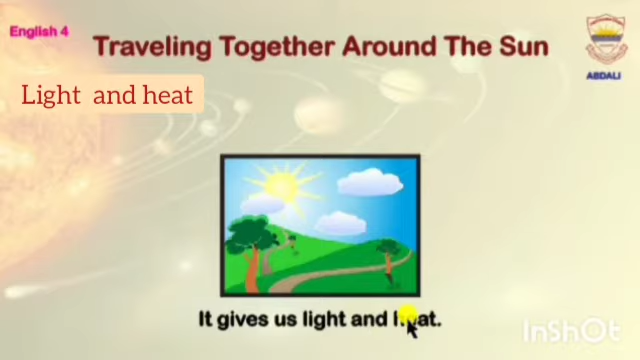 English 4
Traveling Together Around The Sun
ABDALI
Light and heat
It gives us light and heat.
InShOt